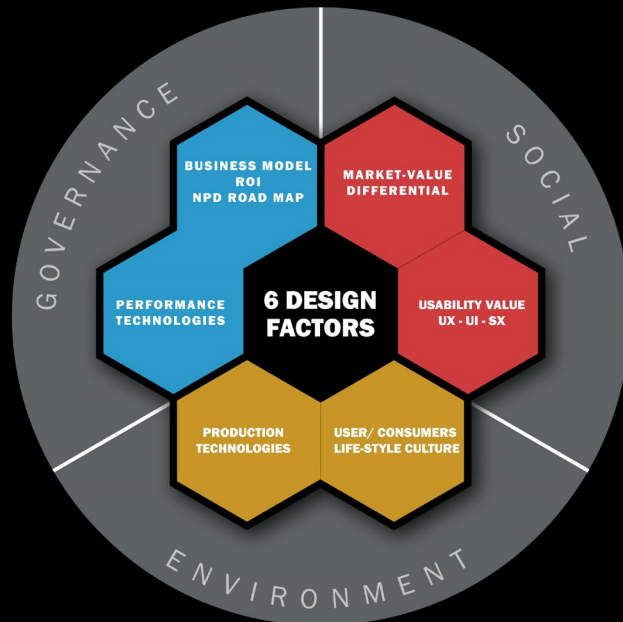 GOVERNANCE
SOCIAL
BUSINESS MODEL
ROI
NPD ROAD MAP
MARKET-VALUE
DIFFERENTIAL
PERFORMANCE
TECHNOLOGIES
6 DESIGN
FACTORS
USABILITY VALUE
UX - UI - SX
PRODUCTION
TECHNOLOGIES
USER/ CONSUMERS
LIFE-STYLE CULTURE
ENVIRONMENT